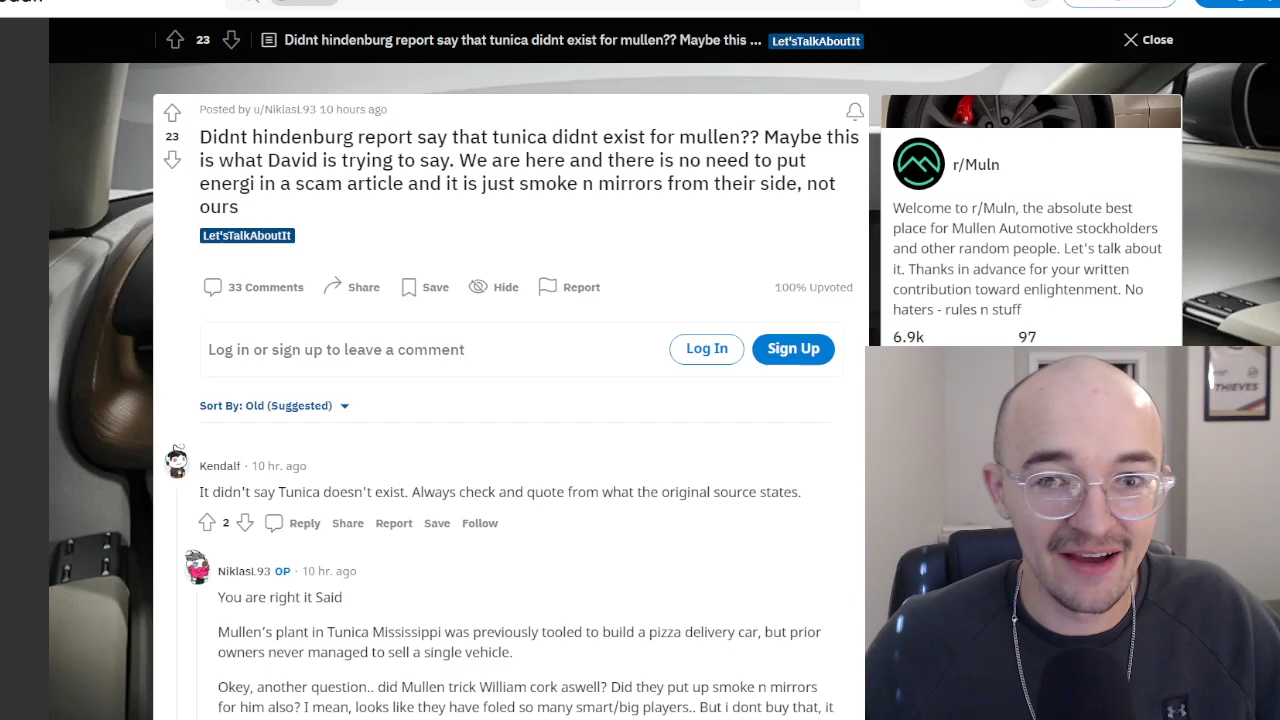 23
Didnt hindenburg report say that tunica didnt exist for mullen?? Maybe this ... Let'sTalkAboutIt
Close
Posted by u/NiklasL93 10 hours ago
23
Didnt hindenburg report say that tunica didnt exist for mullen?? Maybe this
is what David is trying to say. We are here and there is no need to put
energi in a scam article and it is just smoke n mirrors from their side, not
ours
Let'sTalkAboutIt
33 Comments Share Save Hide Report 100% Upvoted
Log in or sign up to leave a comment Log In Sign Up
Sort By: Old (Suggested)
Kendalf · 10 hr. ago
It didn't say Tunica doesn't exist. Always check and quote from what the original source states.
2 Reply Share Report Save Follow
NiklasL93 OP · 10 hr. ago
You are right it Said
Mullen's plant in Tunica Mississippi was previously tooled to build a pizza delivery car, but prior
owners never managed to sell a single vehicle.
Okey, another question.. did Mullen trick William cork aswell? Did they put up smoke n mirrors
for him also? I mean, looks like they have foled so many smart/big players.. But i dont buy that, it
r/Muln
Welcome to r/Muln, the absolute best
place for Mullen Automotive stockholders
and other random people. Let's talk about
it. Thanks in advance for your written
contribution toward enlightenment. No
haters - rules n stuff
6.9k 97
THIEVES